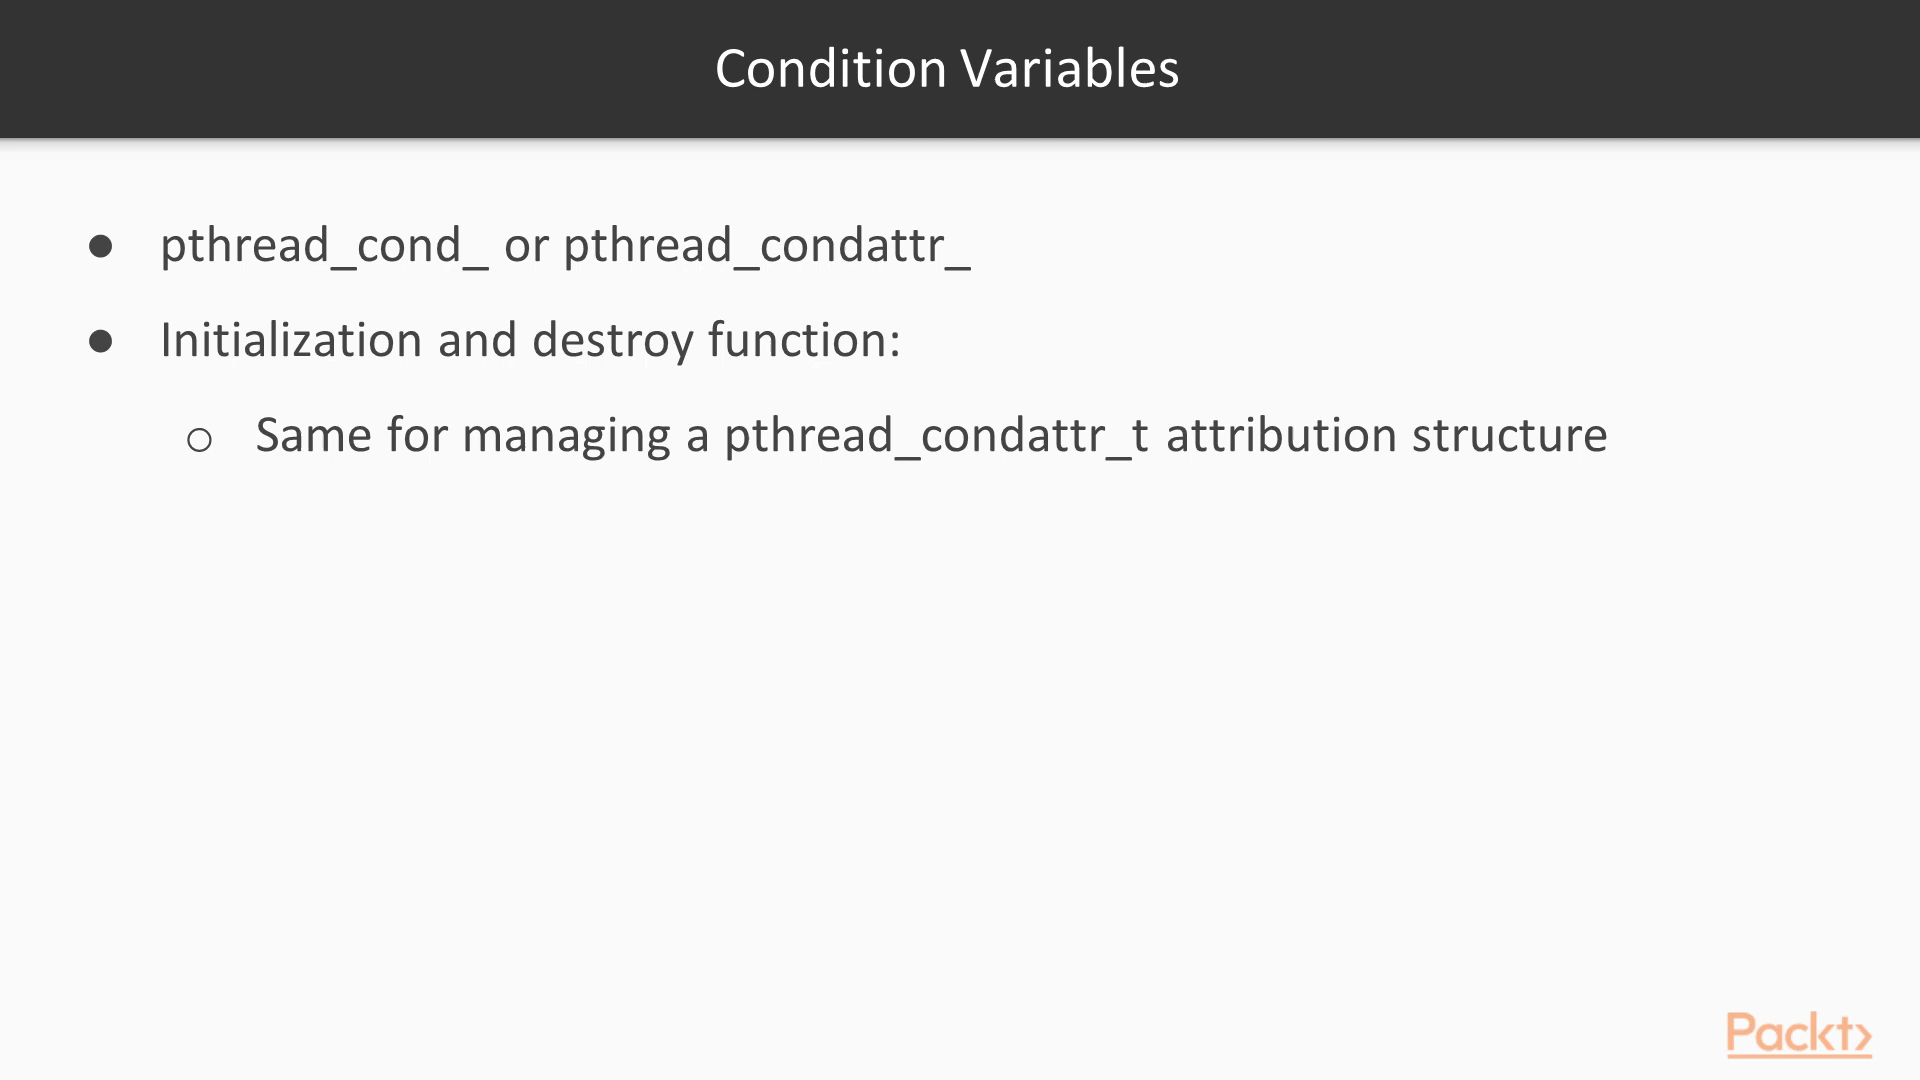 Condition Variables
● pthread_cond_ or pthread_condattr_
● Initialization and destroy function:
○ Same for managing a pthread_condattr_t attribution structure
Packt>